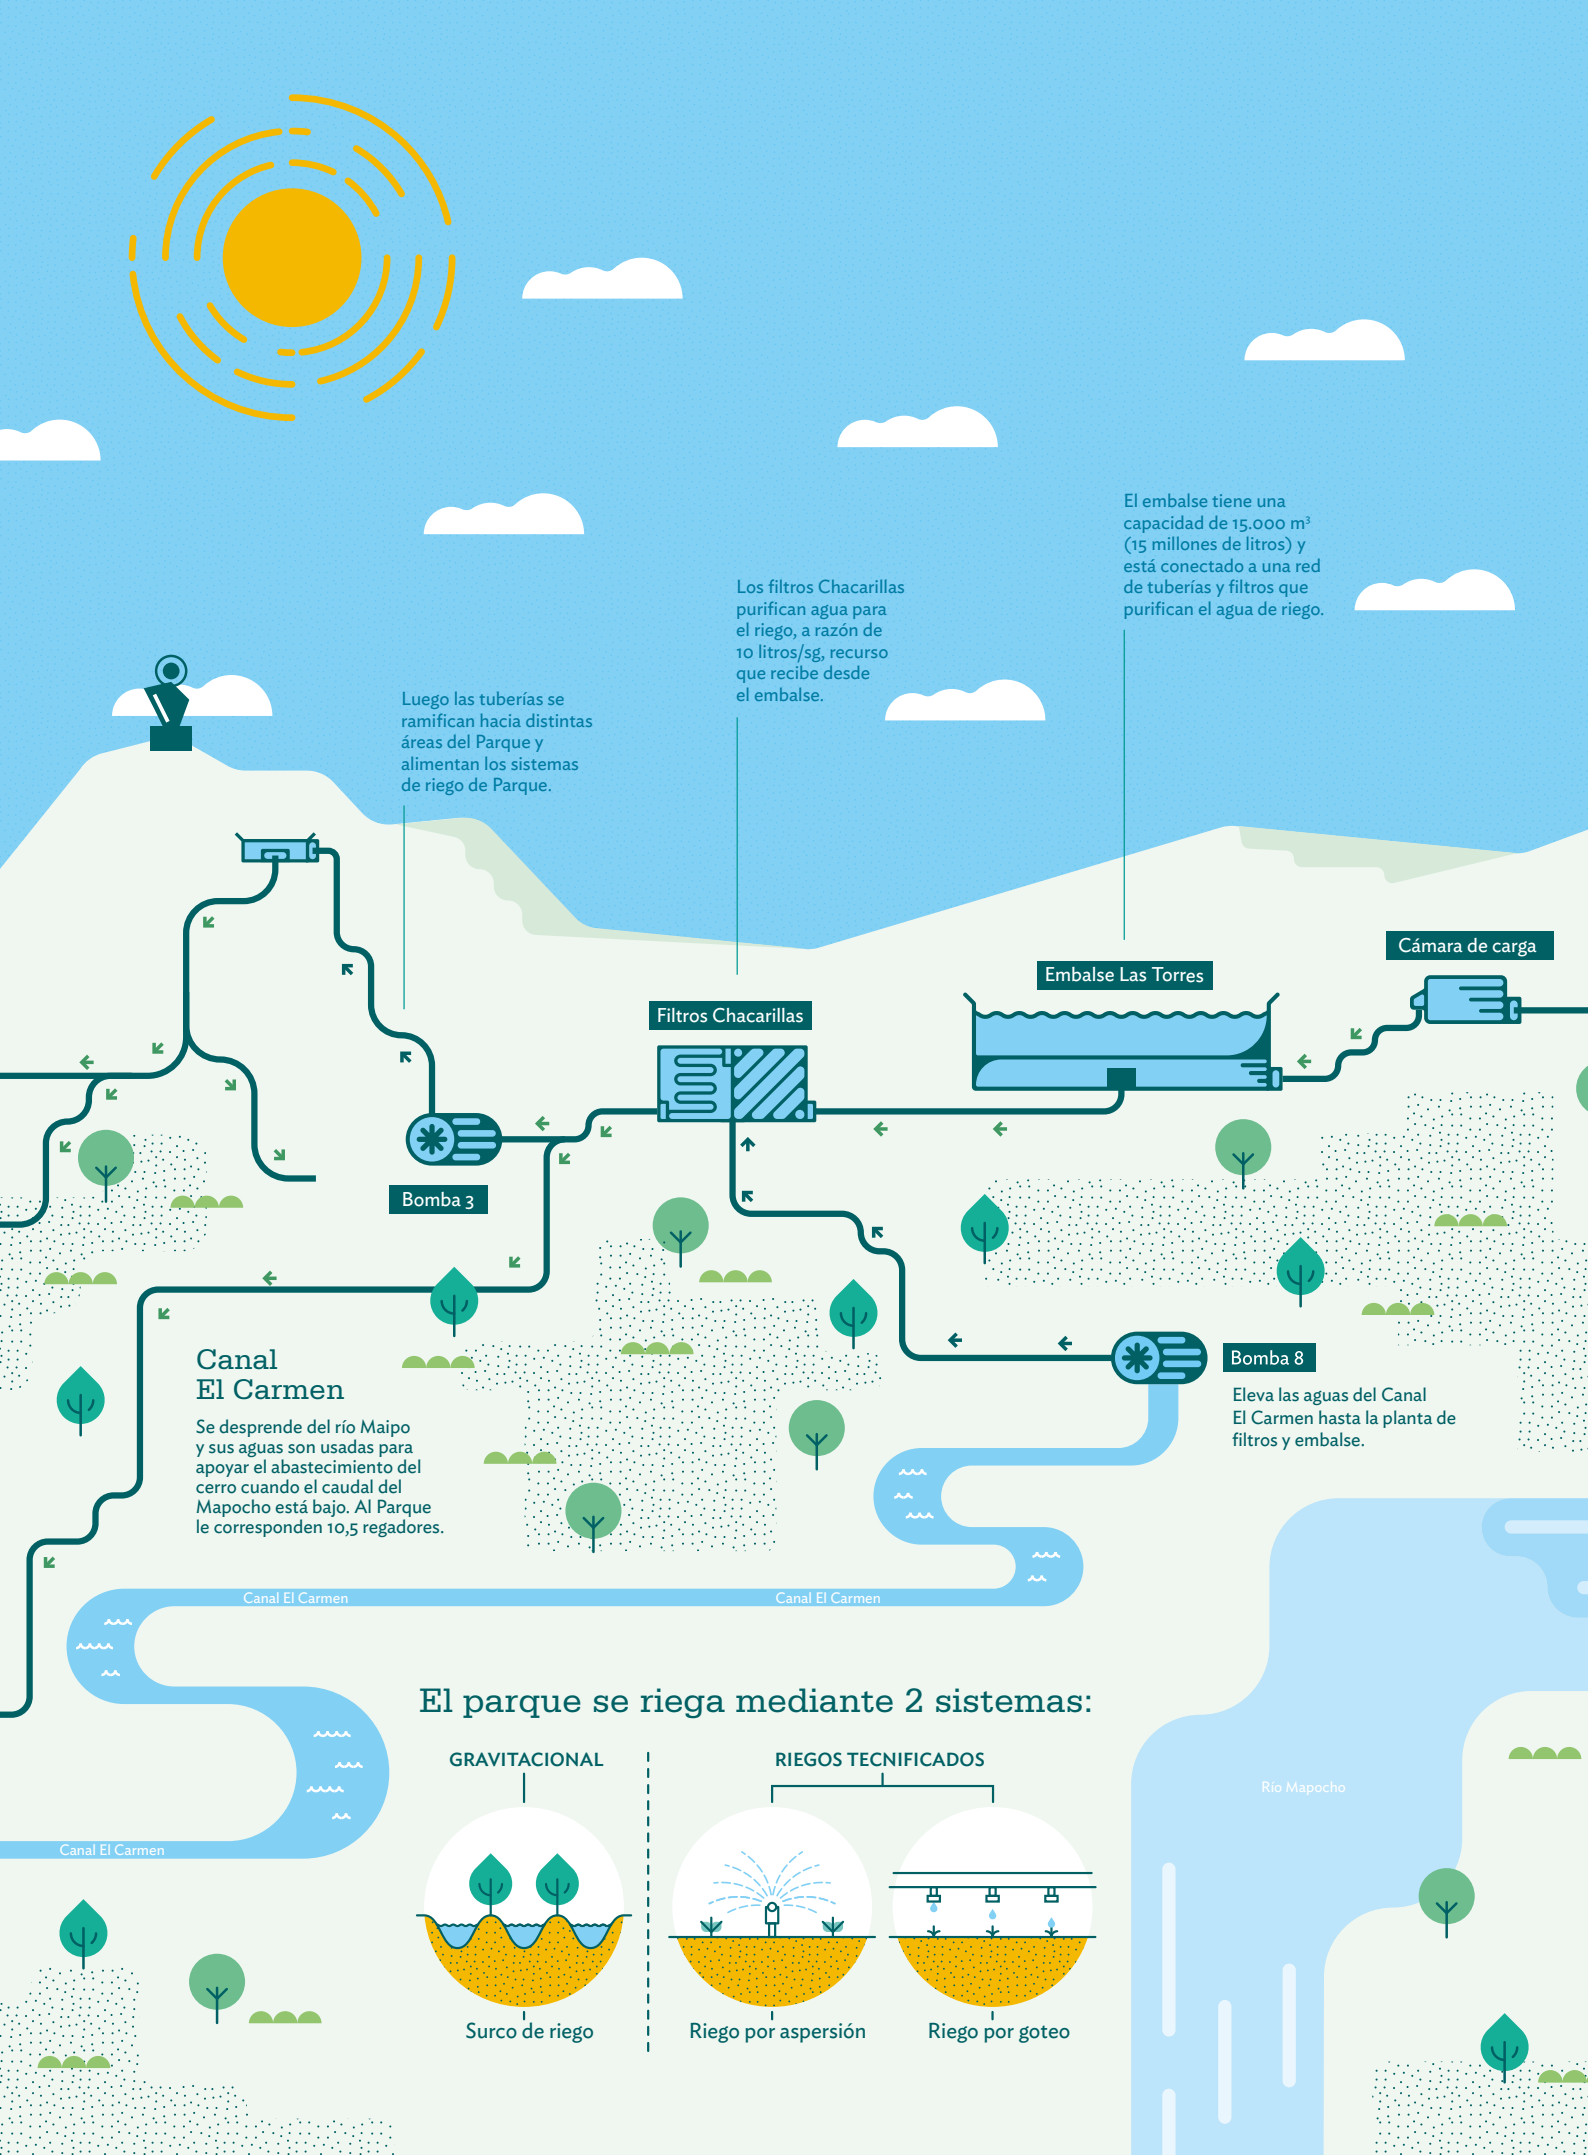 El embalse tiene una
capacidad de 15.000 m³
(15 millones de litros) y
está conectado a una red
de tuberías y filtros que
purifican el agua de riego.
Los filtros Chacarillas
purifican agua para
el riego, a razón de
10 litros/sg, recurso
que recibe desde
el embalse.
Luego las tuberías se
ramifican hacia distintas
áreas del Parque y
alimentan los sistemas
de riego de Parque.
Cámara de carga
Embalse Las Torres
Filtros Chacarillas
Bomba 3
Bomba 8
Eleva las aguas del Canal
El Carmen hasta la planta de
filtros y embalse.
Canal
El Carmen
Se desprende del río Maipo
y sus aguas son usadas para
apoyar el abastecimiento del
cerro cuando el caudal del
Mapocho está bajo. Al Parque
le corresponden 10,5 regadores.
Canal El Carmen
Canal El Carmen
El parque se riega mediante 2 sistemas:
GRAVITACIONAL
RIEGOS TECNIFICADOS
Río Mapocho
Canal El Carmen
Surco de riego
Riego por aspersión
Riego por goteo